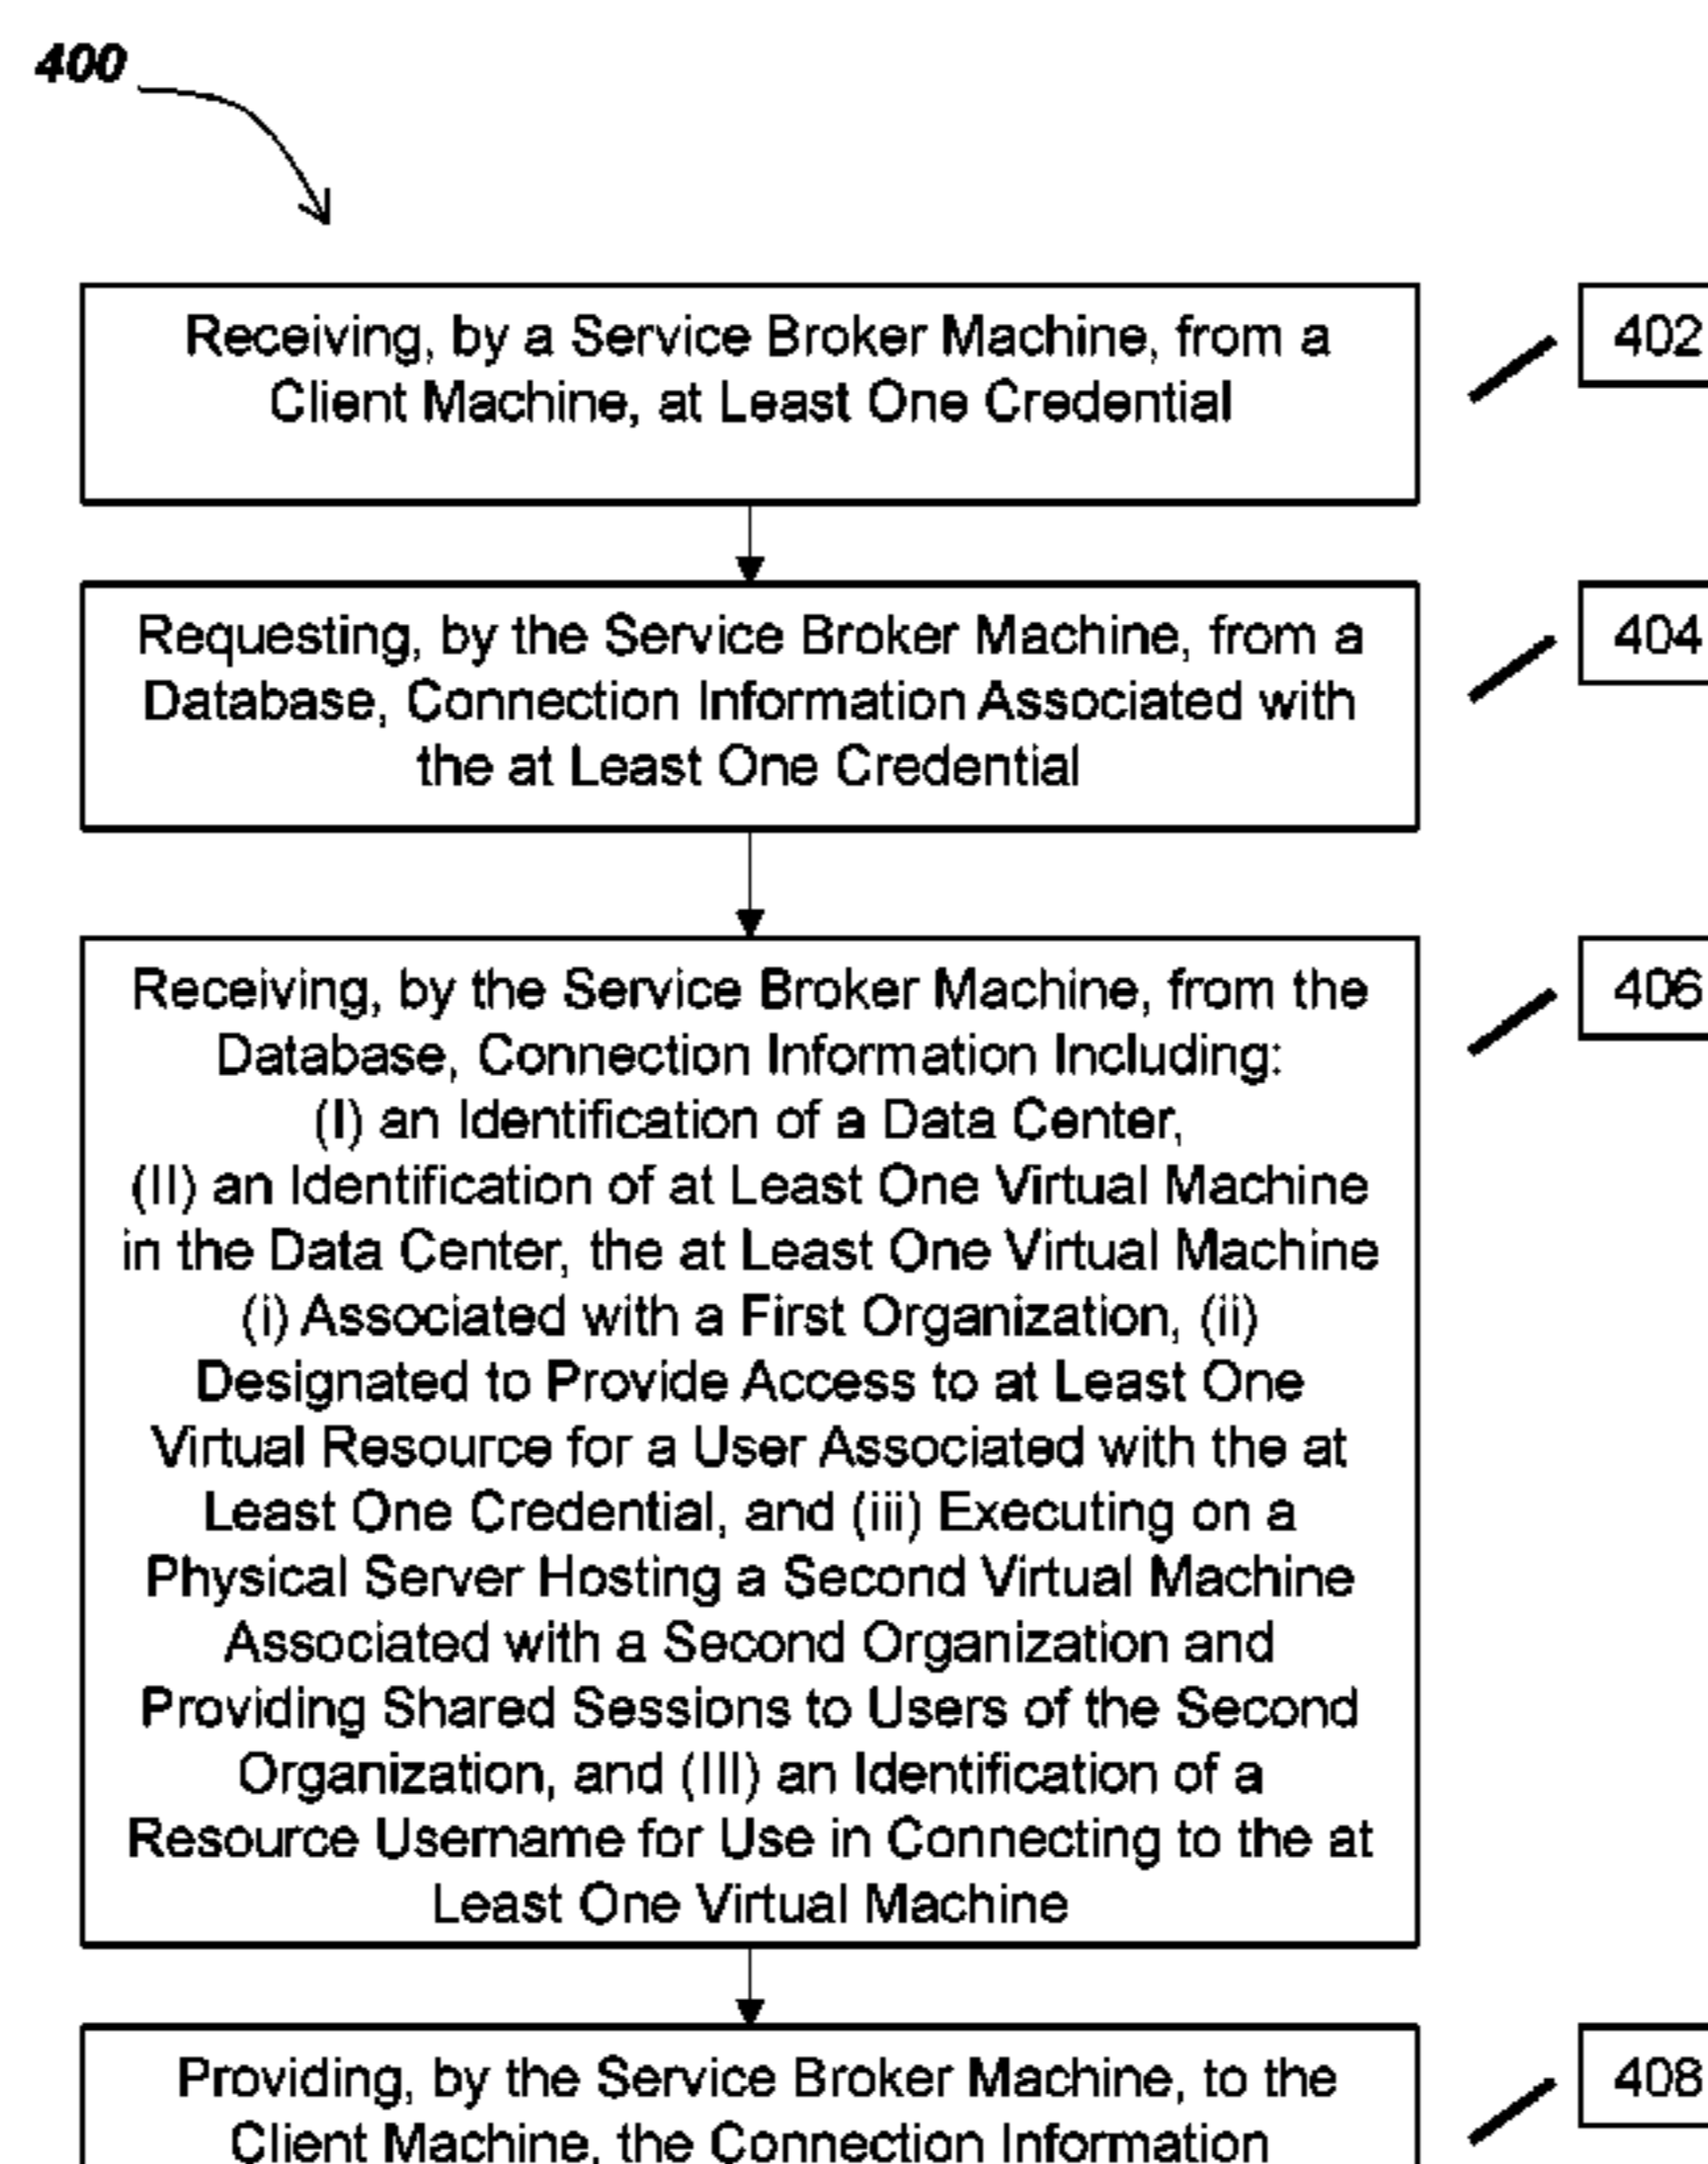 400
Receiving, by a Service Broker Machine, from a
Client Machine, at Least One Credential
402
Requesting, by the Service Broker Machine, from a
Database, Connection Information Associated with
the at Least One Credential
404
Receiving, by the Service Broker Machine, from the
Database, Connection Information Including:
(I) an Identification of a Data Center,
(II) an Identification of at Least One Virtual Machine
in the Data Center, the at Least One Virtual Machine
(i) Associated with a First Organization, (ii)
Designated to Provide Access to at Least One
Virtual Resource for a User Associated with the at
Least One Credential, and (iii) Executing on a
Physical Server Hosting a Second Virtual Machine
Associated with a Second Organization and
Providing Shared Sessions to Users of the Second
Organization, and (III) an Identification of a
Resource Username for Use in Connecting to the at
Least One Virtual Machine
406
Providing, by the Service Broker Machine, to the
Client Machine, the Connection Information
408